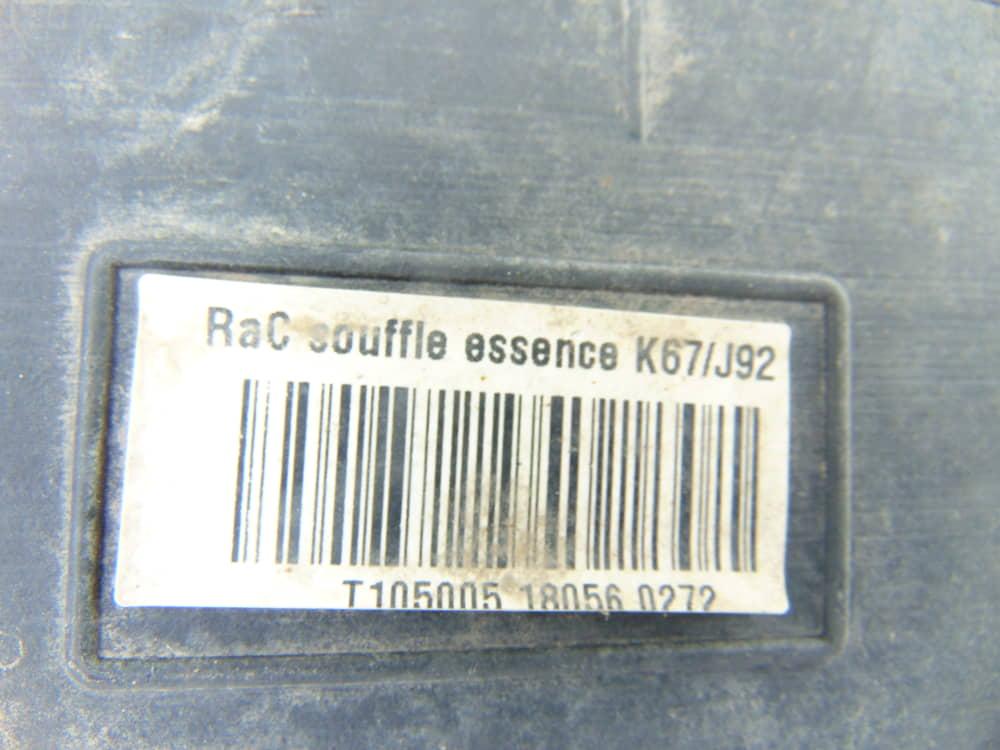 RaC souffle essence K67/J92
T105005 18056 0272